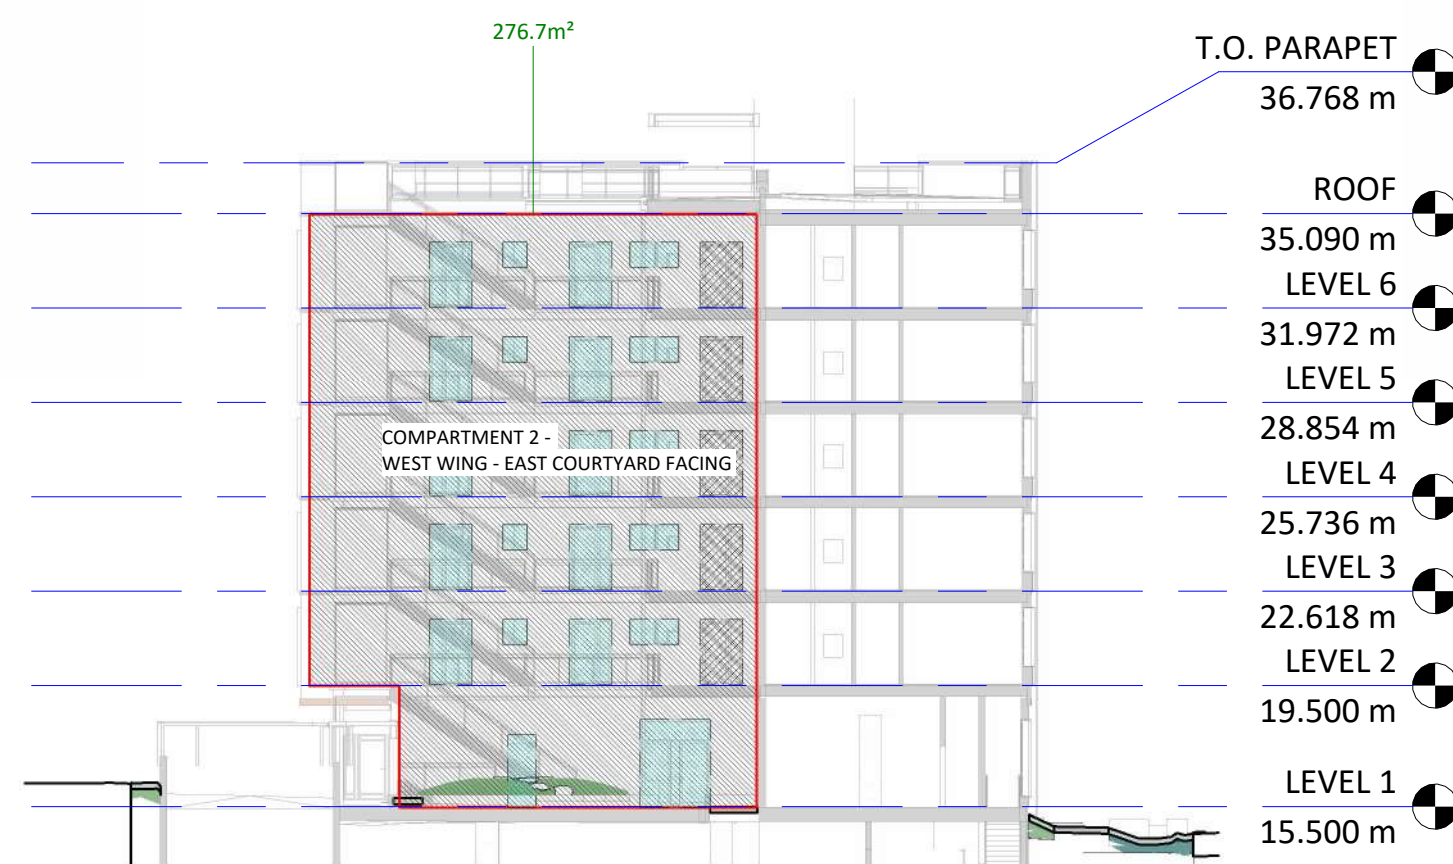 276.7m²
T.O. PARAPET
36.768 m
ROOF
35.090 m
LEVEL 6
31.972 m
LEVEL 5
28.854 m
COMPARTMENT 2 -
WEST WING - EAST COURTYARD FACING
LEVEL 4
25.736 m
LEVEL 3
22.618 m
LEVEL 2
19.500 m
LEVEL 1
15.500 m